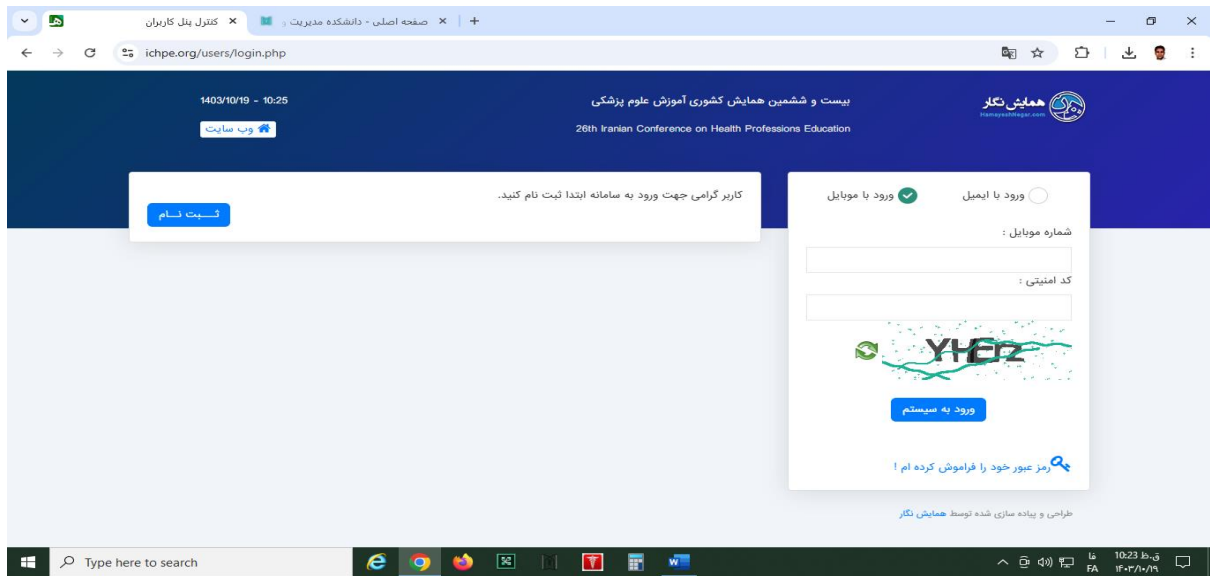 کنترل پنل کاربران
صفحه اصلی - دانشکده مدیریت و
ichpe.org/users/login.php
همایش نگار
HamayeshNegar.com
بیست و ششمین همایش کشوری آموزش علوم پزشکی
26th Iranian Conference on Health Professions Education
1403/10/19 - 10:25
وب سایت
ورود با ایمیل
ورود با موبایل
شماره موبایل :
کد امنیتی :
ورود به سیستم
رمز عبور خود را فراموش کرده ام !
کاربر گرامی جهت ورود به سامانه ابتدا ثبت نام کنید.
ثـــبت نــام
طراحی و پیاده سازی شده توسط همایش نگار
Type here to search
فا
FA
10:23 ق.ظ
۱۴۰۳/۱۰/۱۹